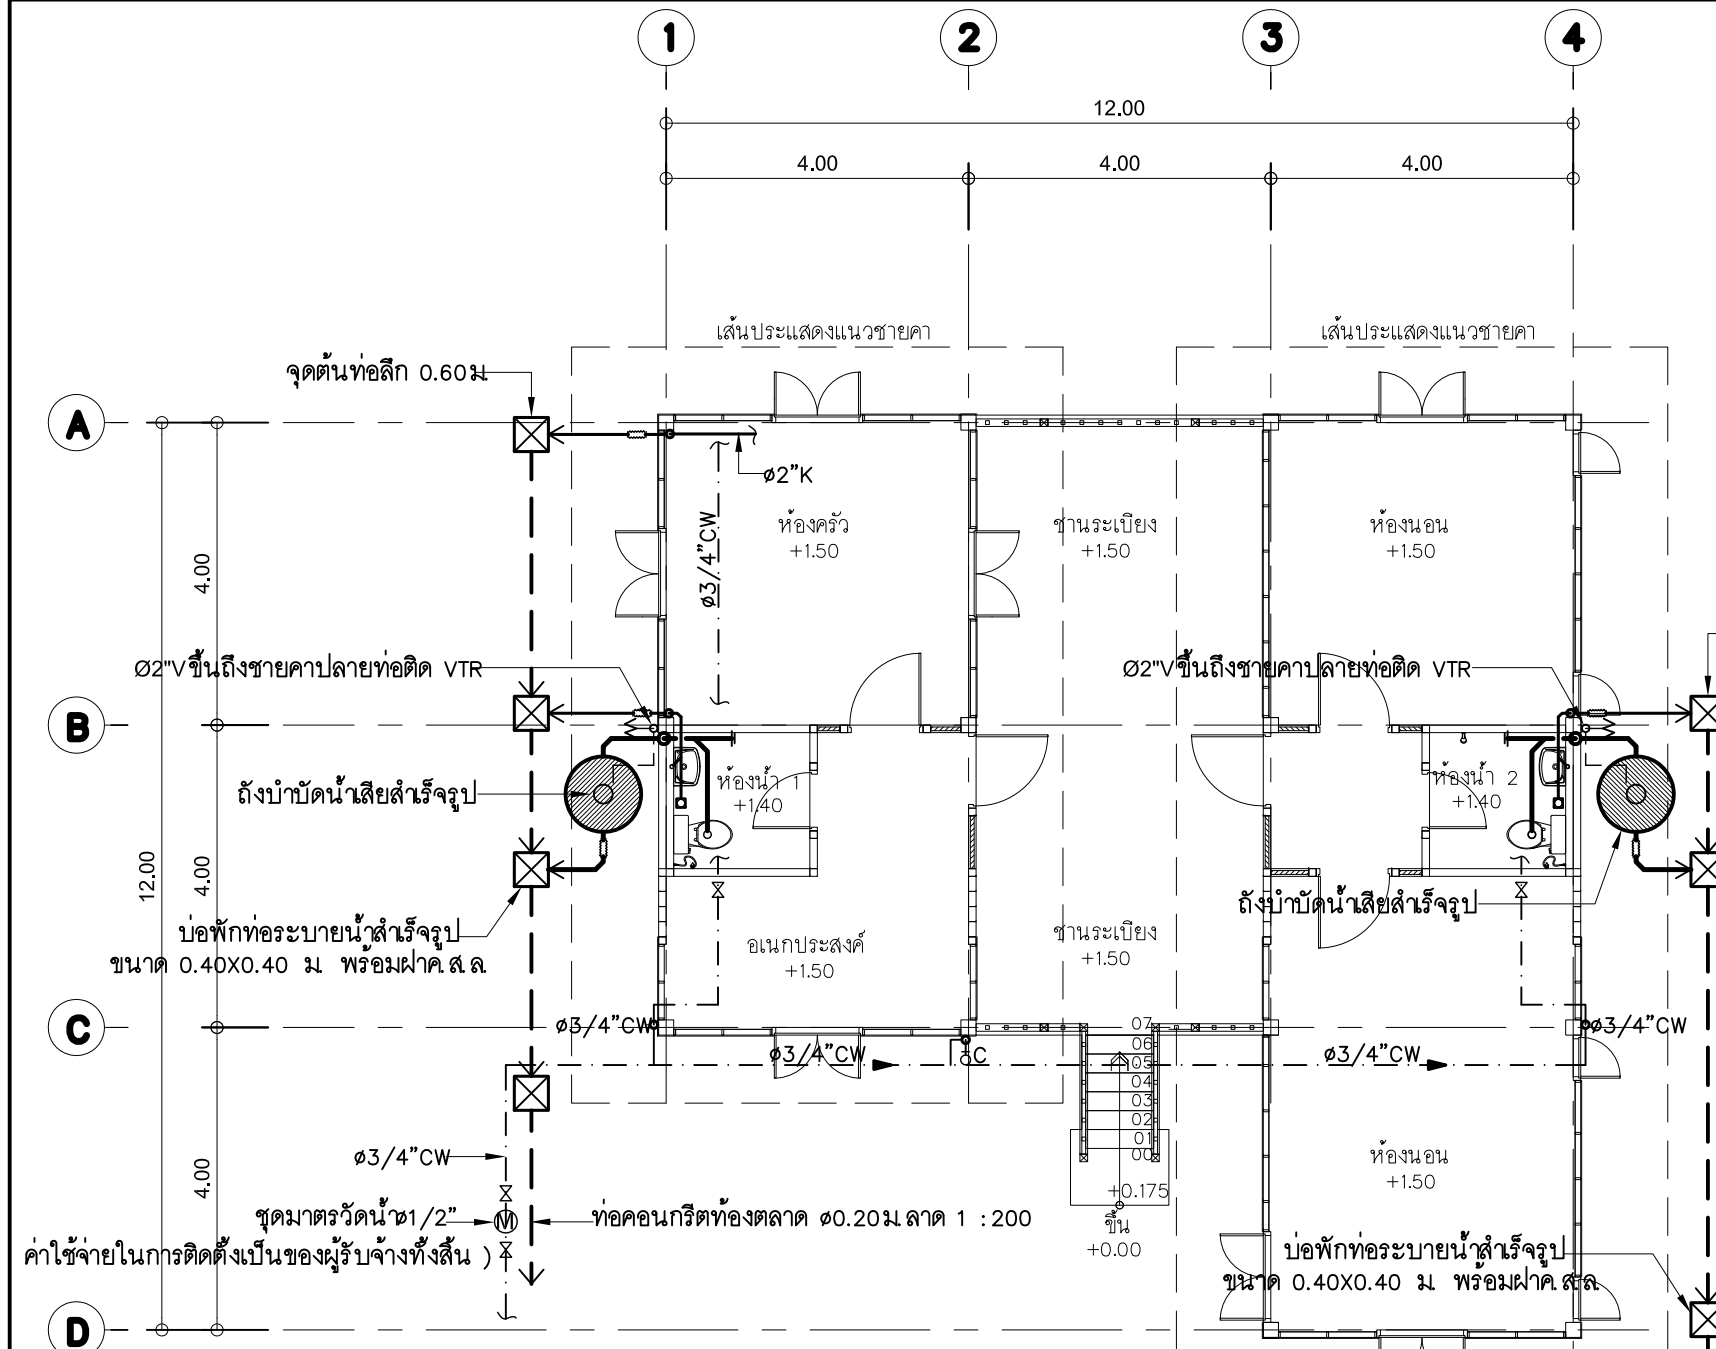 1 2 3 4
12.00
4.00 4.00 4.00
เส้นประแสดงแนวชายคา เส้นประแสดงแนวชายคา
จุดต้นท่อลึก 0.60ม.
A
ø2"K
ห้องครัว
+1.50
ชานระเบียง
+1.50
ห้องนอน
+1.50
ø3/4"CW
4.00
Ø2"Vขึ้นถึงชายคาปลายท่อติด VTR
Ø2"Vขึ้นถึงชายคาปลายท่อติด VTR
B
ถังบำบัดน้ำเสียสำเร็จรูป
ห้องน้ำ 1
+1.40
ห้องน้ำ 2
+1.40
12.00
4.00
บ่อพักท่อระบายน้ำสำเร็จรูป
ขนาด 0.40X0.40 ม. พร้อมฝาค.ส.ล.
อเนกประสงค์
+1.50
ชานระเบียง
+1.50
ถังบำบัดน้ำเสียสำเร็จรูป
C
ø3/4"CW
ø3/4"CW
C
ø3/4"CW
ø3/4"CW
07
06
05
04
03
02
01
00
+0.175
ขึ้น
+0.00
4.00
ø3/4"CW
ห้องนอน
+1.50
ชุดมาตรวัดน้ำø1/2"
M
ท่อคอนกรีตท้องตลาด ø0.20ม.ลาด 1 :200
ค่าใช้จ่ายในการติดตั้งเป็นของผู้รับจ้างทั้งสิ้น )
บ่อพักท่อระบายน้ำสำเร็จรูป
ขนาด 0.40X0.40 ม. พร้อมฝาค.ส.ล.
D